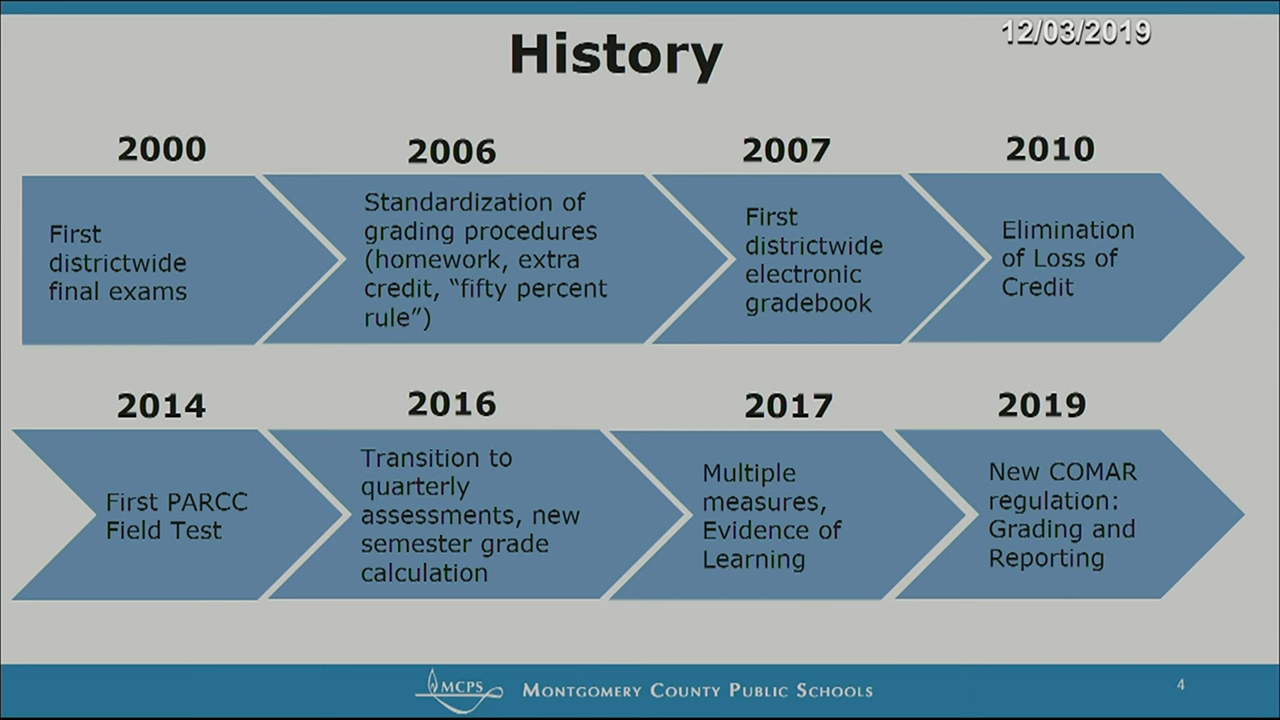 12/03/2019
History
2000
First
districtwide
final exams
2006
Standardization of
grading procedures
(homework, extra
credit, “fifty percent
rule”)
2007
First
districtwide
electronic
gradebook
2010
Elimination
of Loss of
Credit
2014
First PARCC
Field Test
2016
Transition to
quarterly
assessments, new
semester grade
calculation
2017
Multiple
measures,
Evidence of
Learning
2019
New COMAR
regulation:
Grading and
Reporting
MCPS
MONTGOMERY COUNTY PUBLIC SCHOOLS
4